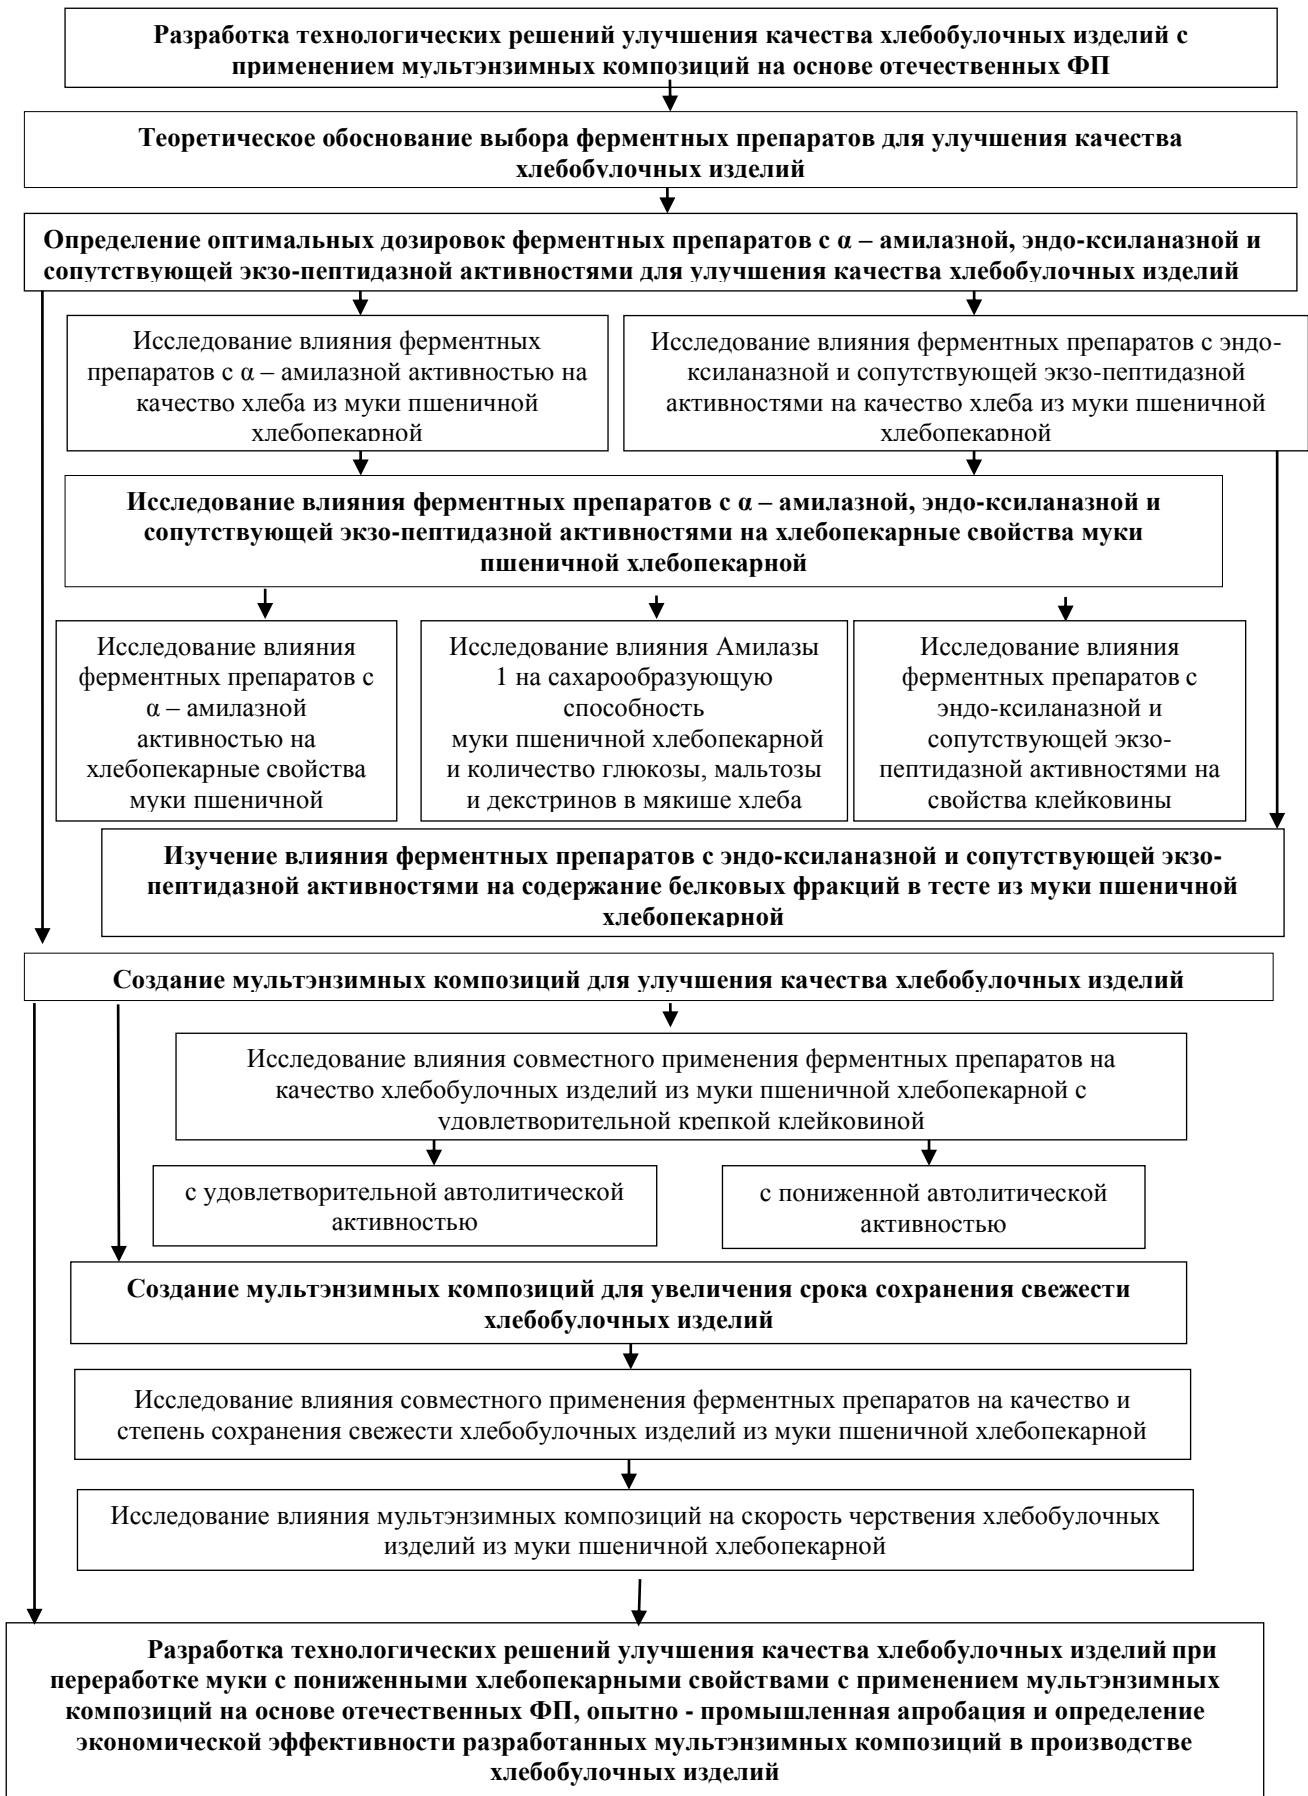 Разработка технологических решений улучшения качества хлебобулочных изделий с
применением мультэнзимных композиций на основе отечественных ФП
Теоретическое обоснование выбора ферментных препаратов для улучшения качества
хлебобулочных изделий
Определение оптимальных дозировок ферментных препаратов с α – амилазной, эндо-ксиланазной и
сопутствующей экзо-пептидазной активностями для улучшения качества хлебобулочных изделий
Исследование влияния ферментных
препаратов с α – амилазной активностью на
качество хлеба из муки пшеничной
хлебопекарной
Исследование влияния ферментных препаратов с эндо-
ксиланазной и сопутствующей экзо-пептидазной
активностями на качество хлеба из муки пшеничной
хлебопекарной
Исследование влияния ферментных препаратов с α – амилазной, эндо-ксиланазной и
сопутствующей экзо-пептидазной активностями на хлебопекарные свойства муки
пшеничной хлебопекарной
Исследование влияния
ферментных препаратов с
α – амилазной
активностью на
хлебопекарные свойства
муки пшеничной
Исследование влияния Амилазы
1 на сахарообразующую
способность
муки пшеничной хлебопекарной
и количество глюкозы, мальтозы
и декстринов в мякише хлеба
Исследование влияния
ферментных препаратов с
эндо-ксиланазной и
сопутствующей экзо-
пептидазной активностями на
свойства клейковины
Изучение влияния ферментных препаратов с эндо-ксиланазной и сопутствующей экзо-
пептидазной активностями на содержание белковых фракций в тесте из муки пшеничной
хлебопекарной
Создание мультэнзимных композиций для улучшения качества хлебобулочных изделий
Исследование влияния совместного применения ферментных препаратов на
качество хлебобулочных изделий из муки пшеничной хлебопекарной с
удовлетворительной крепкой клейковиной
с удовлетворительной автолитической
активностью
с пониженной автолитической
активностью
Создание мультэнзимных композиций для увеличения срока сохранения свежести
хлебобулочных изделий
Исследование влияния совместного применения ферментных препаратов на качество и
степень сохранения свежести хлебобулочных изделий из муки пшеничной хлебопекарной
Исследование влияния мультэнзимных композиций на скорость черствения хлебобулочных
изделий из муки пшеничной хлебопекарной
Разработка технологических решений улучшения качества хлебобулочных изделий при
переработке муки с пониженными хлебопекарными свойствами с применением мультэнзимных
композиций на основе отечественных ФП, опытно - промышленная апробация и определение
экономической эффективности разработанных мультэнзимных композиций в производстве
хлебобулочных изделий